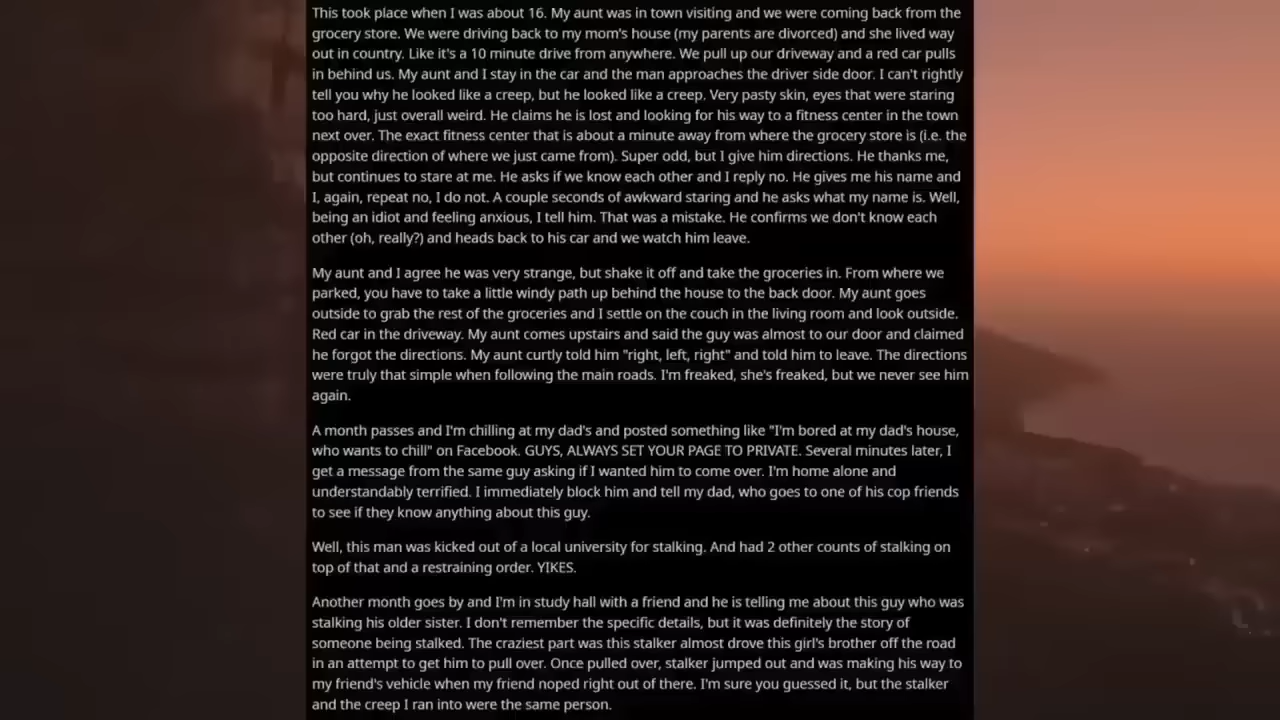 This took place when I was about 16. My aunt was in town visiting and we were coming back from the
grocery store. We were driving back to my mom's house (my parents are divorced) and she lived way
out in country. Like it's a 10 minute drive from anywhere. We pull up our driveway and a red car pulls
in behind us. My aunt and I stay in the car and the man approaches the driver side door. I can't rightly
tell you why he looked like a creep, but he looked like a creep. Very pasty skin, eyes that were staring
too hard, just overall weird. He claims he is lost and looking for his way to a fitness center in the town
next over. The exact fitness center that is about a minute away from where the grocery store is (i.e. the
opposite direction of where we just came from). Super odd, but I give him directions. He thanks me,
but continues to stare at me. He asks if we know each other and I reply no. He gives me his name and
I, again, repeat no, I do not. A couple seconds of awkward staring and he asks what my name is. Well,
being an idiot and feeling anxious, I tell him. That was a mistake. He confirms we don't know each
other (oh, really?) and heads back to his car and we watch him leave.
My aunt and I agree he was very strange, but shake it off and take the groceries in. From where we
parked, you have to take a little windy path up behind the house to the back door. My aunt goes
outside to grab the rest of the groceries and I settle on the couch in the living room and look outside.
Red car in the driveway. My aunt comes upstairs and said the guy was almost to our door and claimed
he forgot the directions. My aunt curtly told him "right, left, right" and told him to leave. The directions
were truly that simple when following the main roads. I'm freaked, she's freaked, but we never see him
again.
A month passes and I'm chilling at my dad's and posted something like "I'm bored at my dad's house,
who wants to chill" on Facebook. GUYS, ALWAYS SET YOUR PAGE TO PRIVATE. Several minutes later, I
get a message from the same guy asking if I wanted him to come over. I'm home alone and
understandably terrified. I immediately block him and tell my dad, who goes to one of his cop friends
to see if they know anything about this guy.
Well, this man was kicked out of a local university for stalking. And had 2 other counts of stalking on
top of that and a restraining order. YIKES.
Another month goes by and I'm in study hall with a friend and he is telling me about this guy who was
stalking his older sister. I don't remember the specific details, but it was definitely the story of
someone being stalked. The craziest part was this stalker almost drove this girl's brother off the road
in an attempt to get him to pull over. Once pulled over, stalker jumped out and was making his way to
my friend's vehicle when my friend noped right out of there. I'm sure you guessed it, but the stalker
and the creep I ran into were the same person.